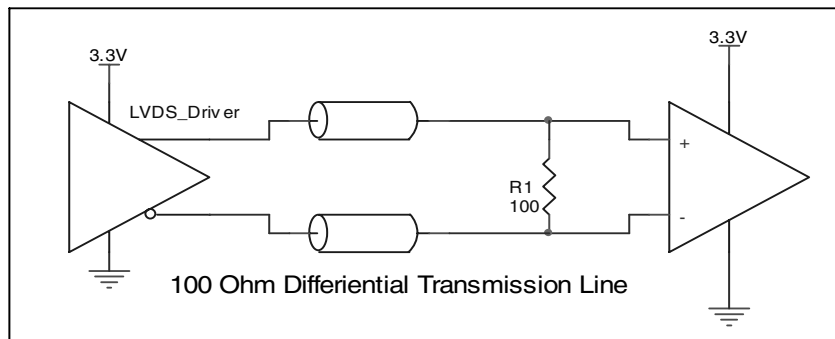 3.3V
3.3V
LVDS_Driver
+
R1
100
-
100 Ohm Differiential Transmission Line